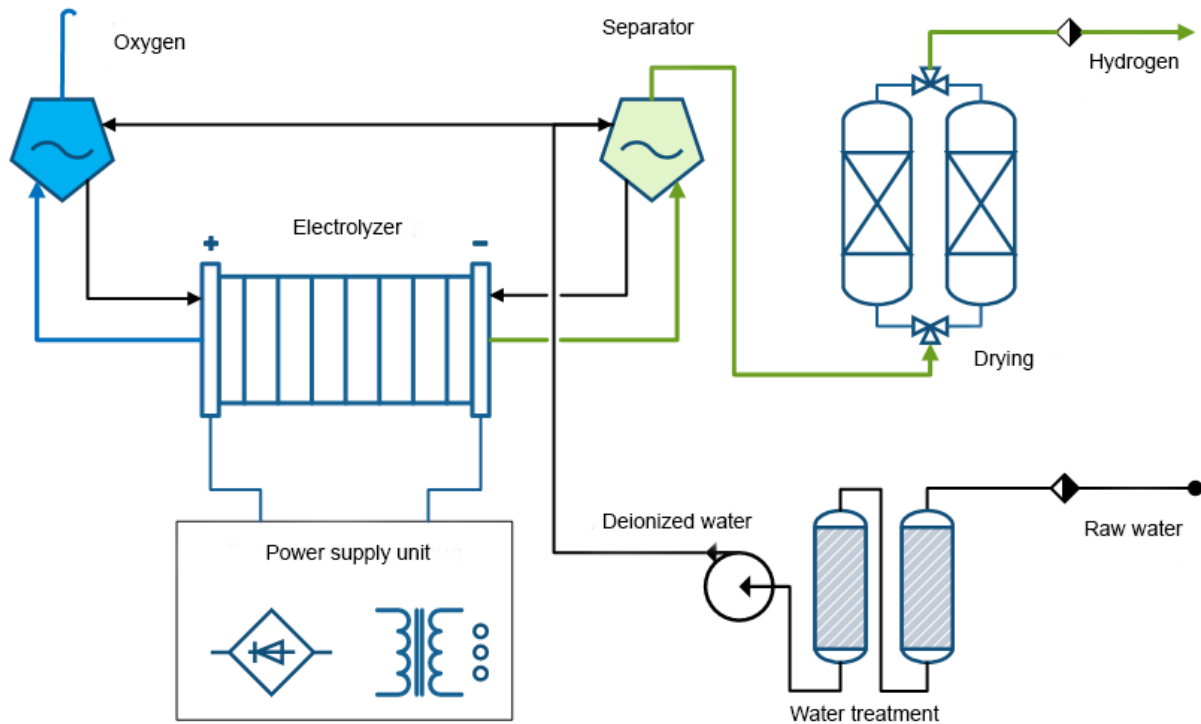 Oxygen
Separator
Hydrogen
Electrolyzer
+
-
Drying
Deionized water
Raw water
Power supply unit
Water treatment